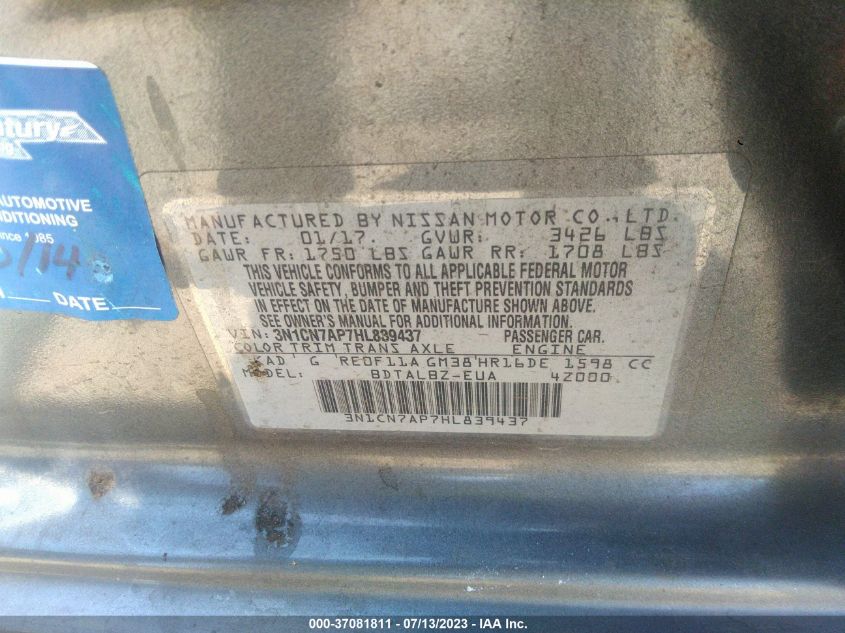 AUTOMOTIVE
DATE
MANUFACTURED BY NISSAN MOTOR CO., LTD.
DATE: 01/17. GVWR: 3426 LBS
GAWR FR: 1750 LBS GAWR RR: 1708 LBS
THIS VEHICLE CONFORMS TO ALL APPLICABLE FEDERAL MOTOR
VEHICLE SAFETY, BUMPER AND THEFT PREVENTION STANDARDS
IN EFFECT ON THE DATE OF MANUFACTURE SHOWN ABOVE.
SEE OWNER'S MANUAL FOR ADDITIONAL INFORMATION.
VIN: 3N1CN7AP7HL839437 PASSENGER CAR.
COLOR TRIM TRANS AXLE ENGINE
KAD G RE0F11A GM38 HR16DE 1598 CC
MODEL: BDTALBZ-EUA 4Z000
3N1CN7AP7HL839437
000-37081811 - 07/13/2023 - IAA Inc.